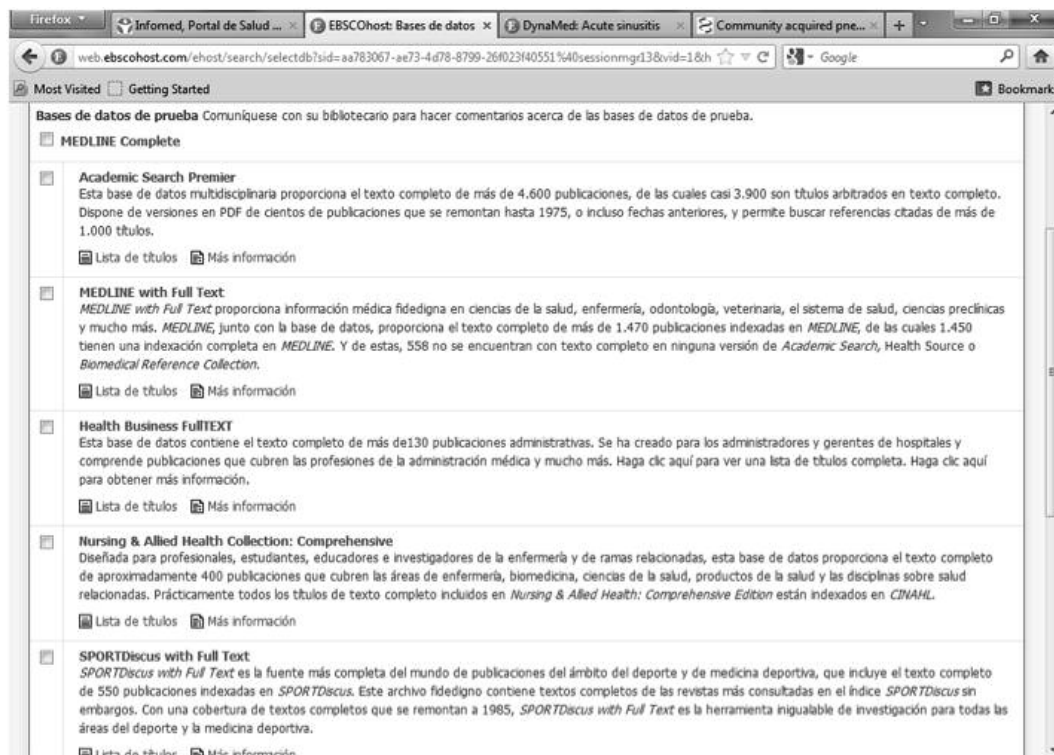 Firefox
Infomed, Portal de Salud ... × EBSCOhost: Bases de datos × DynaMed: Acute sinusitis × Community acquired pne... × +
web.ebscohost.com/ehost/search/selectdb?sid=aa783067-ae73-4d78-8799-26f023f40551%40sessionmgr13&vid=1&h Google
Most Visited Getting Started Bookmark
Bases de datos de prueba Comuníquese con su bibliotecario para hacer comentarios acerca de las bases de datos de prueba.
MEDLINE Complete
Academic Search Premier
Esta base de datos multidisciplinaria proporciona el texto completo de más de 4.600 publicaciones, de las cuales casi 3.900 son títulos arbitrados en texto completo.
Dispone de versiones en PDF de cientos de publicaciones que se remontan hasta 1975, o incluso fechas anteriores, y permite buscar referencias citadas de más de
1.000 títulos.
Lista de títulos Más información
MEDLINE with Full Text
MEDLINE with Full Text proporciona información médica fidedigna en ciencias de la salud, enfermería, odontología, veterinaria, el sistema de salud, ciencias preclínicas
y mucho más. MEDLINE, junto con la base de datos, proporciona el texto completo de más de 1.470 publicaciones indexadas en MEDLINE, de las cuales 1.450
tienen una indexación completa en MEDLINE. Y de estas, 558 no se encuentran con texto completo en ninguna versión de Academic Search, Health Source o
Biomedical Reference Collection.
Lista de títulos Más información
Health Business FullTEXT
Esta base de datos contiene el texto completo de más de130 publicaciones administrativas. Se ha creado para los administradores y gerentes de hospitales y
comprende publicaciones que cubren las profesiones de la administración médica y mucho más. Haga clic aquí para ver una lista de títulos completa. Haga clic aquí
para obtener más información.
Lista de títulos Más información
Nursing & Allied Health Collection: Comprehensive
Diseñada para profesionales, estudiantes, educadores e investigadores de la enfermería y de ramas relacionadas, esta base de datos proporciona el texto completo
de aproximadamente 400 publicaciones que cubren las áreas de enfermería, biomedicina, ciencias de la salud, productos de la salud y las disciplinas sobre salud
relacionadas. Prácticamente todos los títulos de texto completo incluidos en Nursing & Allied Health: Comprehensive Edition están indexados en CINAHL.
Lista de títulos Más información
SPORTDiscus with Full Text
SPORTDiscus with Full Text es la fuente más completa del mundo de publicaciones del ámbito del deporte y de medicina deportiva, que incluye el texto completo
de 550 publicaciones indexadas en SPORTDiscus. Este archivo fidedigno contiene textos completos de las revistas más consultadas en el índice SPORTDiscus sin
embargos. Con una cobertura de textos completos que se remontan a 1985, SPORTDiscus with Full Text es la herramienta inigualable de investigación para todas las
áreas del deporte y la medicina deportiva.
Lista de títulos Más información